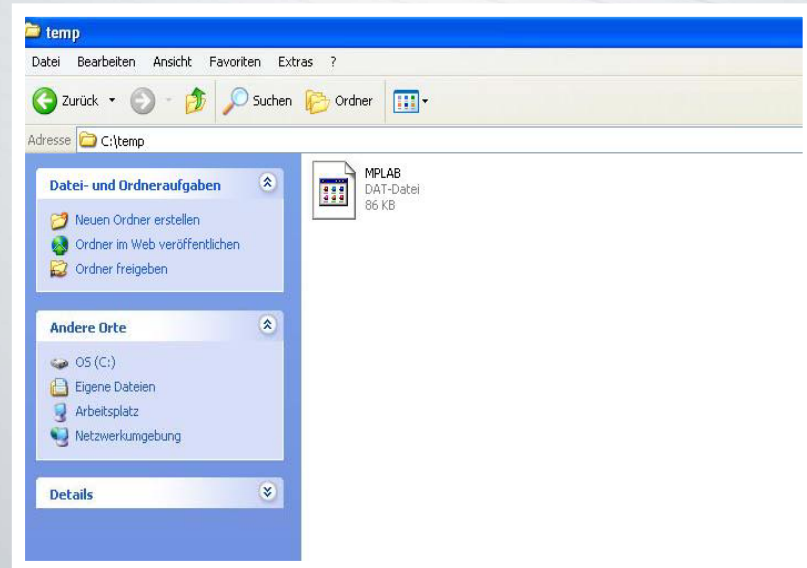 temp
Datei Bearbeiten Ansicht Favoriten Extras ?
Zurück Suchen Ordner
Adresse C:\temp
Datei- und Ordneraufgaben
Neuen Ordner erstellen
Ordner im Web veröffentlichen
Ordner freigeben
Andere Orte
OS (C:)
Eigene Dateien
Arbeitsplatz
Netzwerkumgebung
Details
MPLAB
DAT-Datei
86 KB